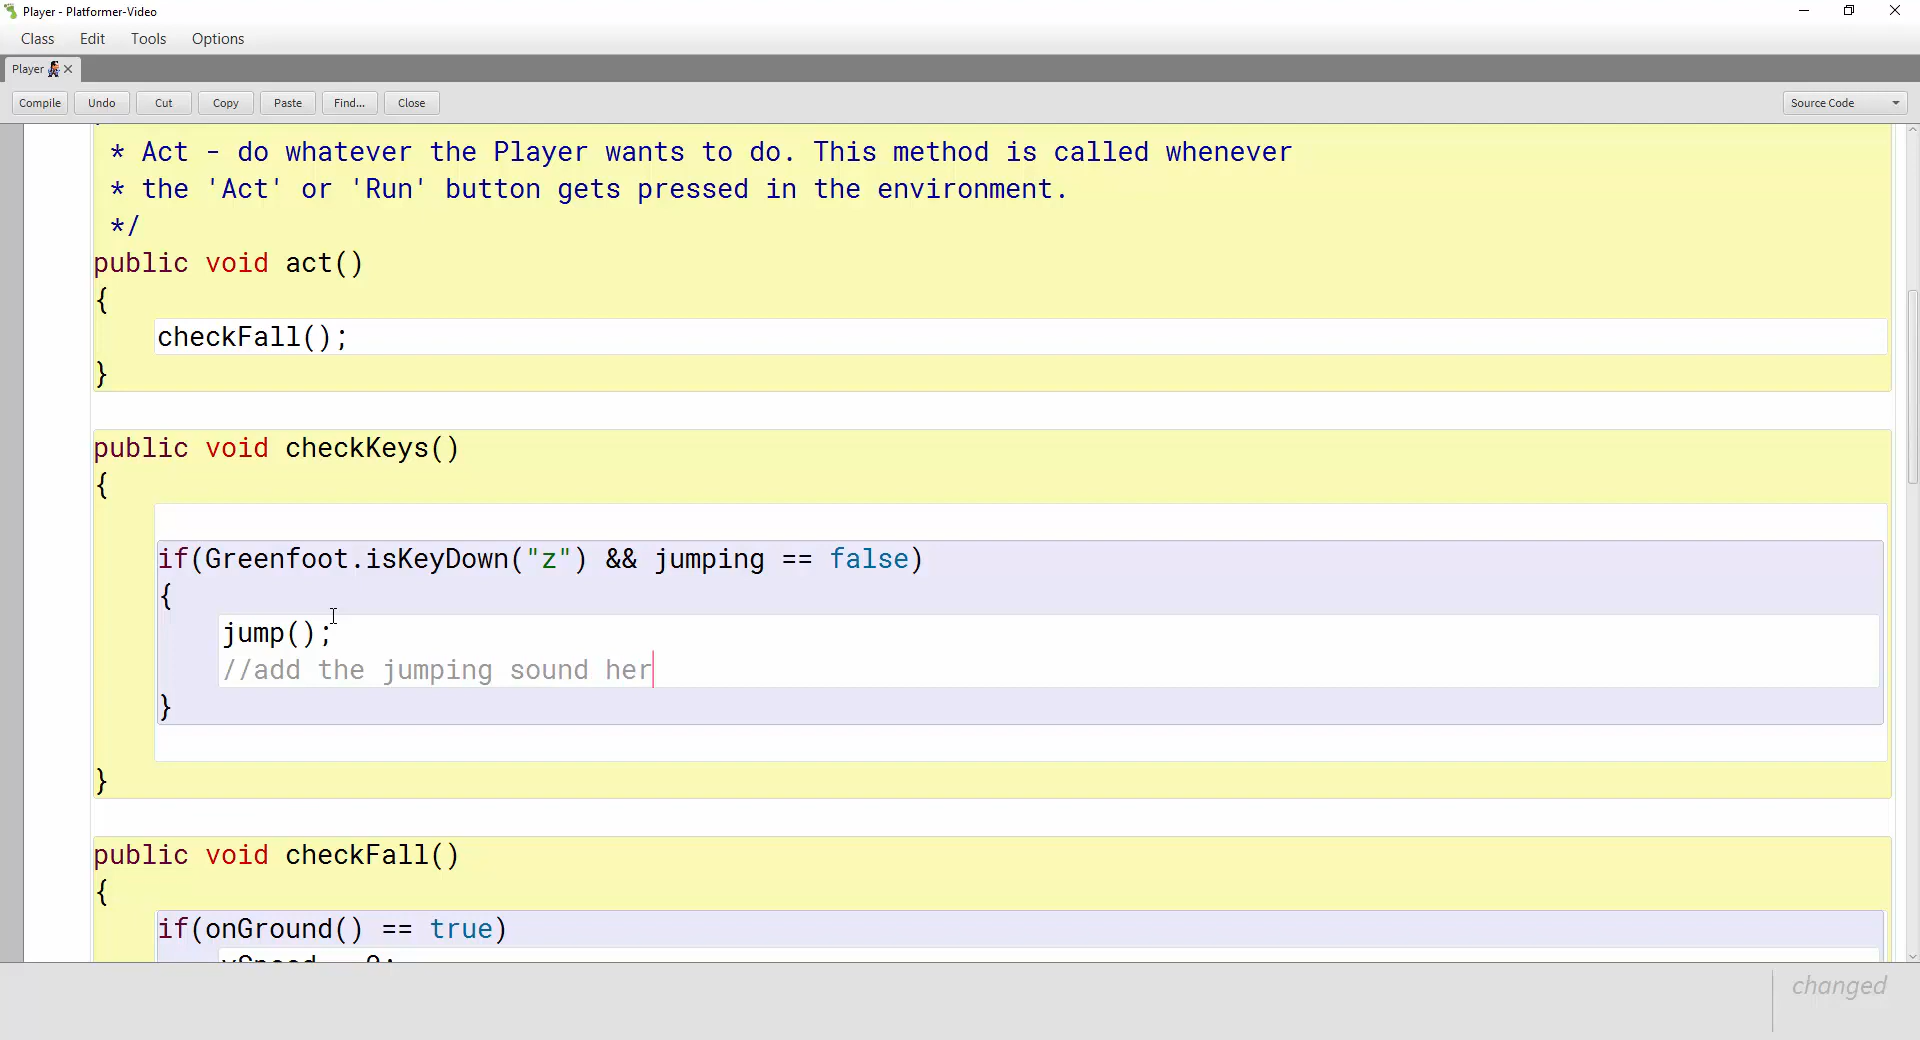 Player - Platformer-Video
Class Edit Tools Options
Player
Compile Undo Cut Copy Paste Find... Close Source Code
* Act - do whatever the Player wants to do. This method is called whenever
* the 'Act' or 'Run' button gets pressed in the environment.
*/
public void act()
{
checkFall();
}
public void checkKeys()
{
if(Greenfoot.isKeyDown("z") && jumping == false)
{
jump();
//add the jumping sound her
}
}
public void checkFall()
{
if(onGround() == true)
changed